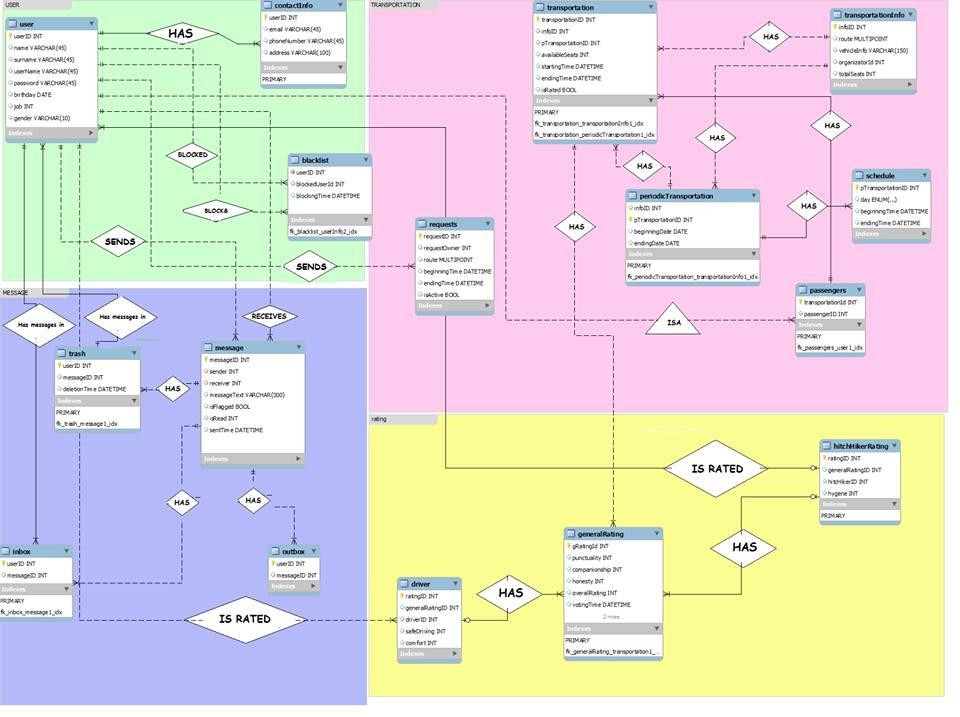 USER
user
userID INT
name VARCHAR(45)
surname VARCHAR(45)
userName VARCHAR(45)
password VARCHAR(45)
birthday DATE
job INT
gender VARCHAR(10)
Indexes
HAS
contactInfo
userID INT
email VARCHAR(45)
phoneNumber VARCHAR(45)
address VARCHAR(100)
Indexes
PRIMARY
BLOCKED
BLOCKS
blacklist
userID INT
blockedUserId INT
blockingTime DATETIME
Indexes
fk_blacklist_userInfo2_idx
SENDS
SENDS
requests
requestID INT
requestOwner INT
route MULTIPOINT
beginningTime DATETIME
endingTime DATETIME
isActive BOOL
Indexes
TRANSPORTATION
transportation
transportationID INT
infoID INT
pTransportationID INT
availableSeats INT
startingTime DATETIME
endingTime DATETIME
isRated BOOL
Indexes
PRIMARY
fk_transportation_transportationInfo1_idx
fk_transportation_periodicTransportation1_idx
HAS
transportationInfo
infoID INT
route MULTIPOINT
vehicleInfo VARCHAR(150)
organizatorId INT
totalSeats INT
Indexes
HAS
HAS
HAS
HAS
HAS
periodicTransportation
infoID INT
pTransportationID INT
beginningDate DATE
endingDate DATE
Indexes
PRIMARY
fk_periodicTransportation_transportationInfo1_idx
schedule
pTransportationID INT
day ENUM(...)
beginningTime DATETIME
endingTime DATETIME
Indexes
ISA
passengers
transportationId INT
passengerID INT
Indexes
PRIMARY
fk_passengers_user1_idx
MESSAGE
Has messages in
Has messages in
RECEIVES
trash
userID INT
messageID INT
deletionTime DATETIME
Indexes
PRIMARY
fk_trash_message1_idx
HAS
message
messageID INT
sender INT
receiver INT
messageText VARCHAR(300)
isFlagged BOOL
isRead INT
sentTime DATETIME
Indexes
HAS
HAS
inbox
userID INT
messageID INT
Indexes
PRIMARY
fk_inbox_message1_idx
outbox
userID INT
messageID INT
Indexes
IS RATED
rating
IS RATED
hitchHikerRating
ratingID INT
generalRatingID INT
hitchHikerID INT
hygene INT
Indexes
PRIMARY
HAS
generalRating
gRatingId INT
punctuality INT
companionship INT
honesty INT
overalRating INT
votingTime DATETIME
2 more...
Indexes
PRIMARY
fk_generalRating_transportation1_...
HAS
driver
ratingID INT
generalRatingID INT
driverID INT
safeDriving INT
comfort INT
Indexes